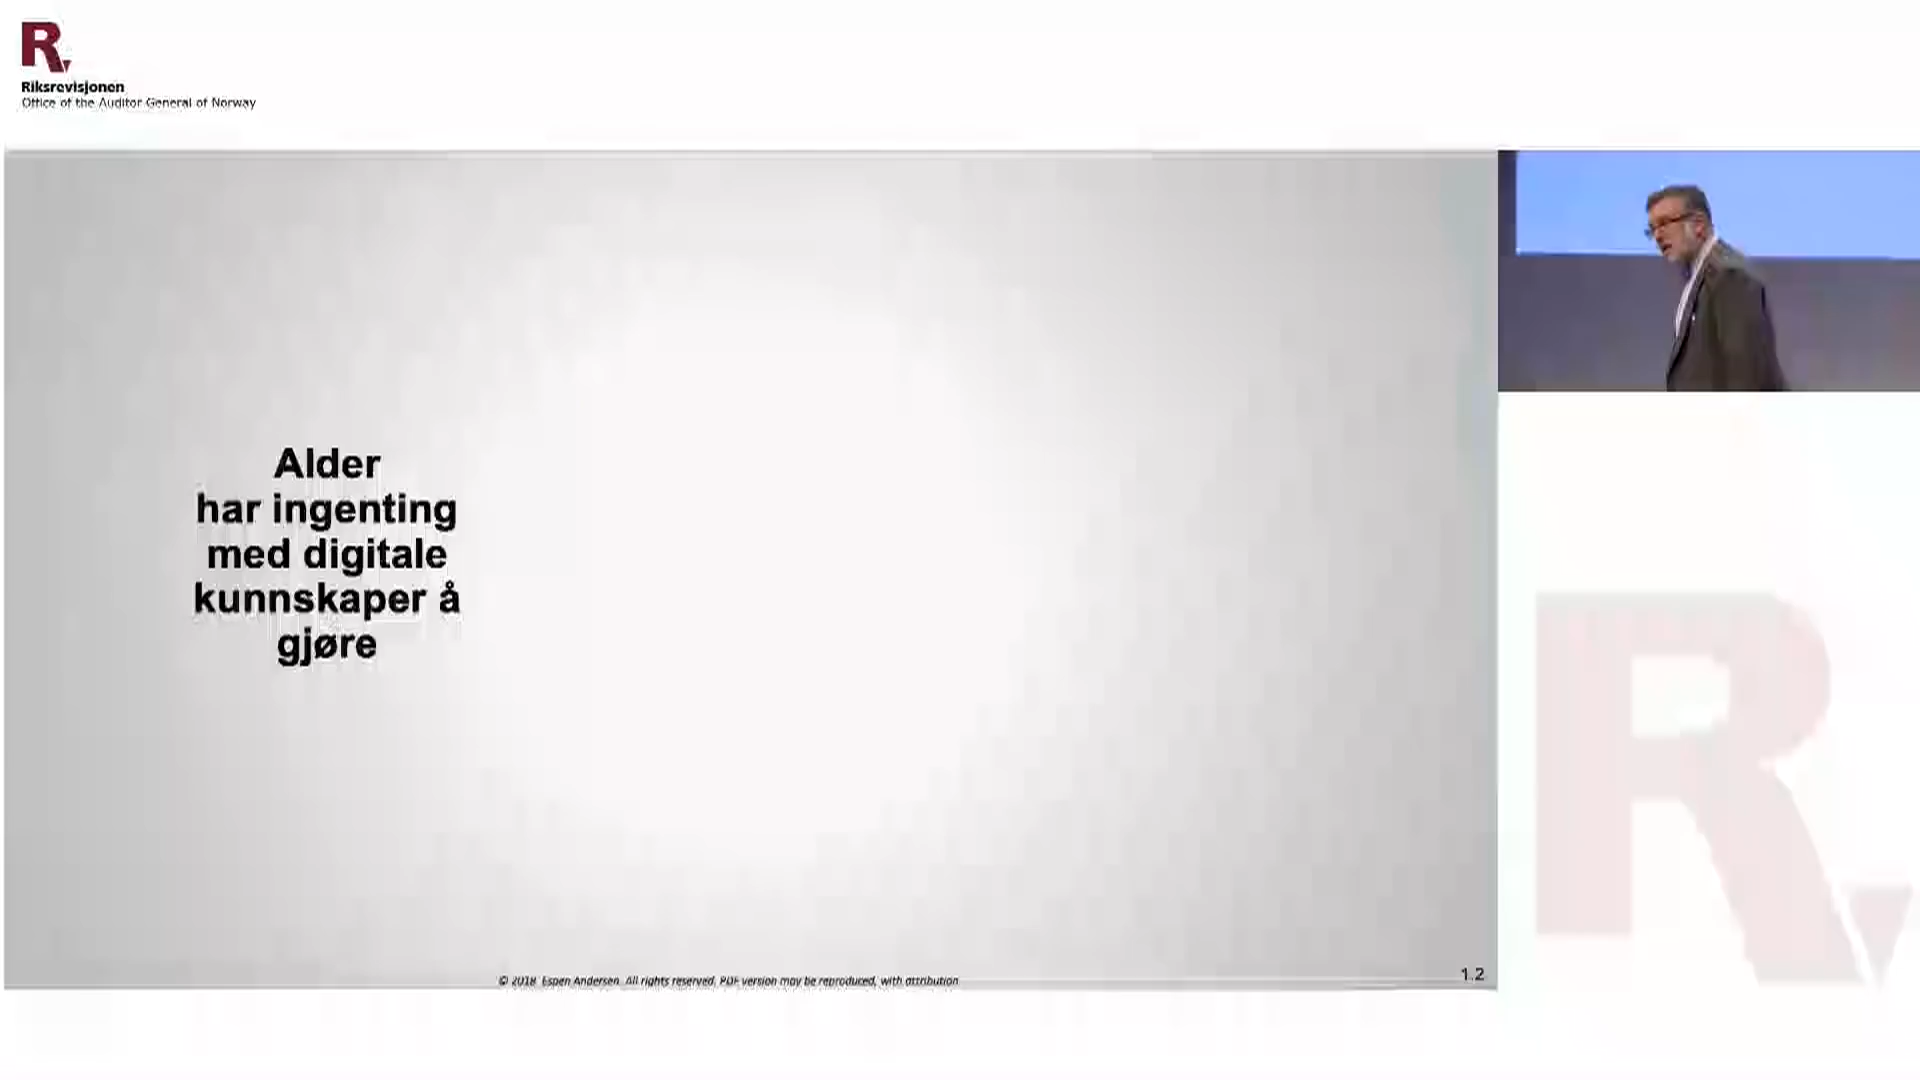 R
Riksrevisjonen
Office of the Auditor General of Norway
Alder
har ingenting
med digitale
kunnskaper å
gjøre
© 2018 Espen Andersen. All rights reserved, PDF version may be reproduced, with attribution
1.2
R